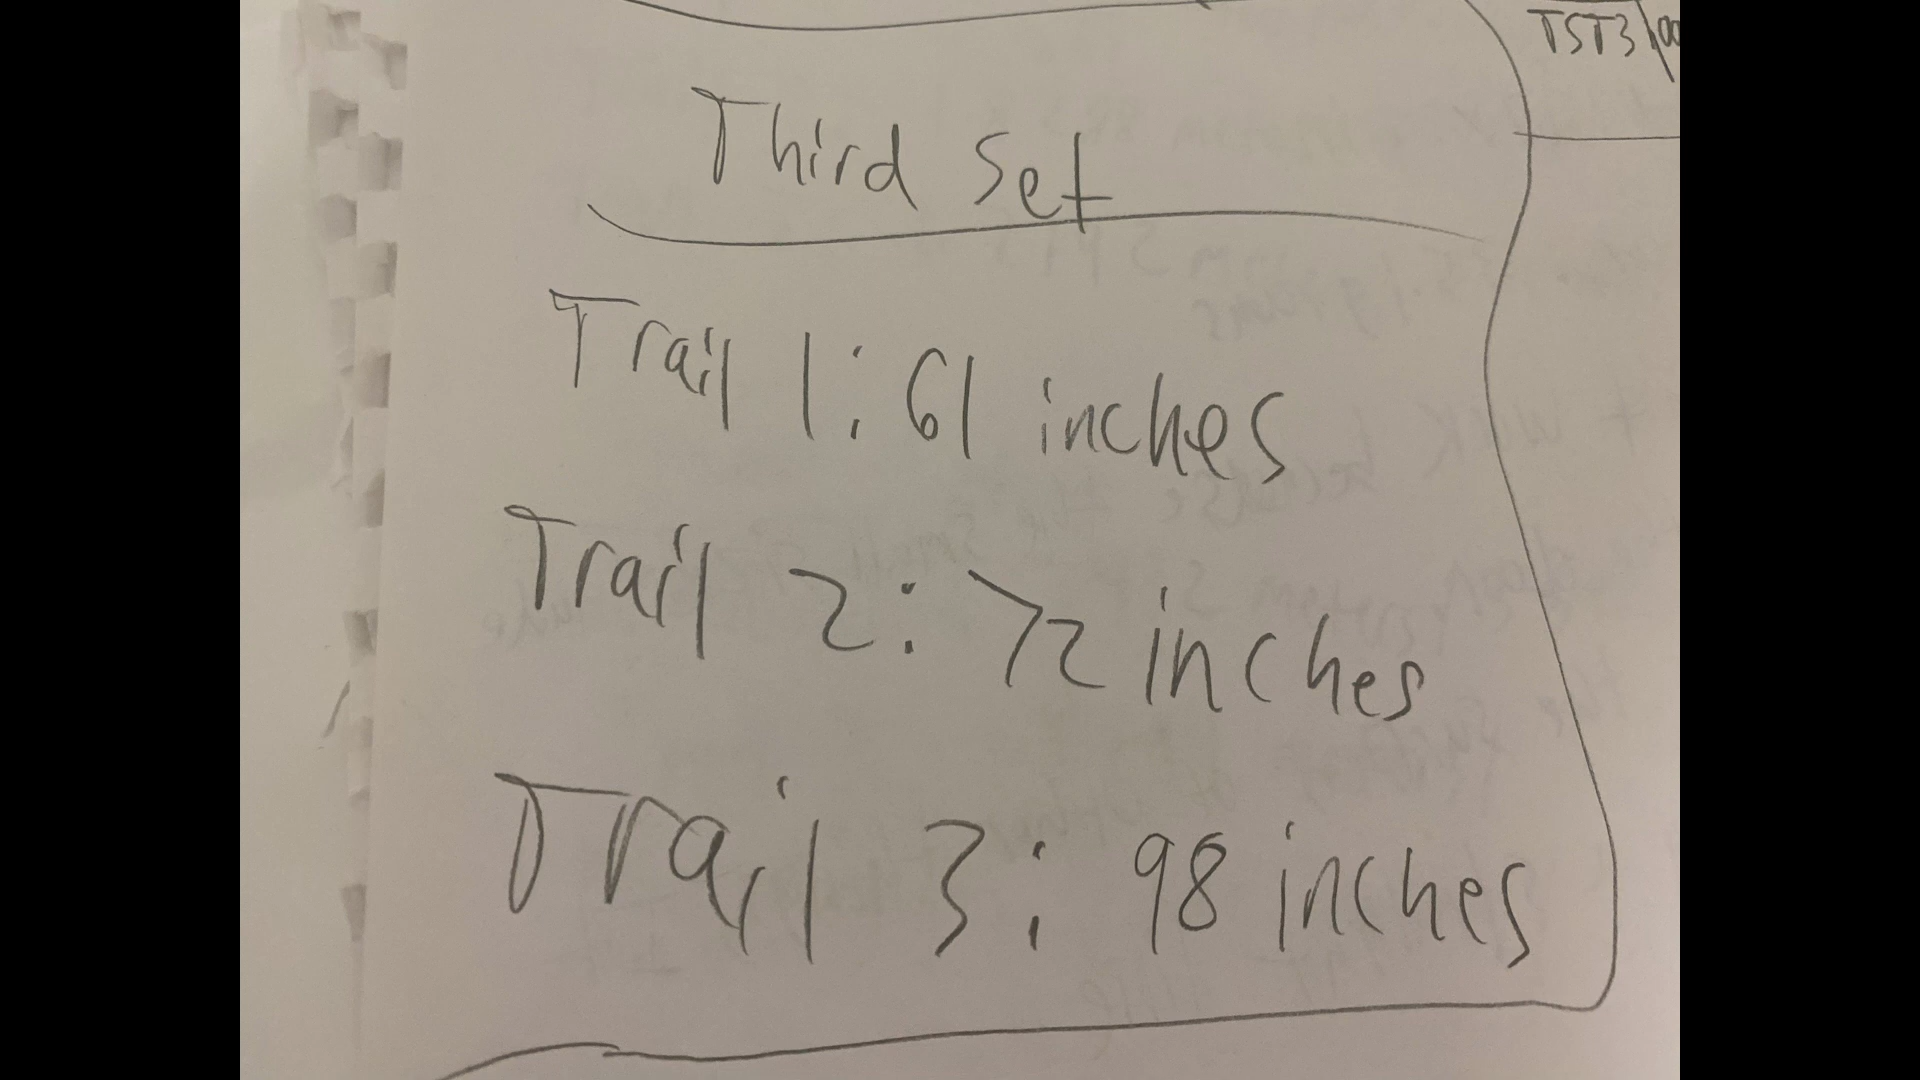 Third Set
Trail 1: 61 inches
Trail 2: 72 inches
Trail 3: 98 inches